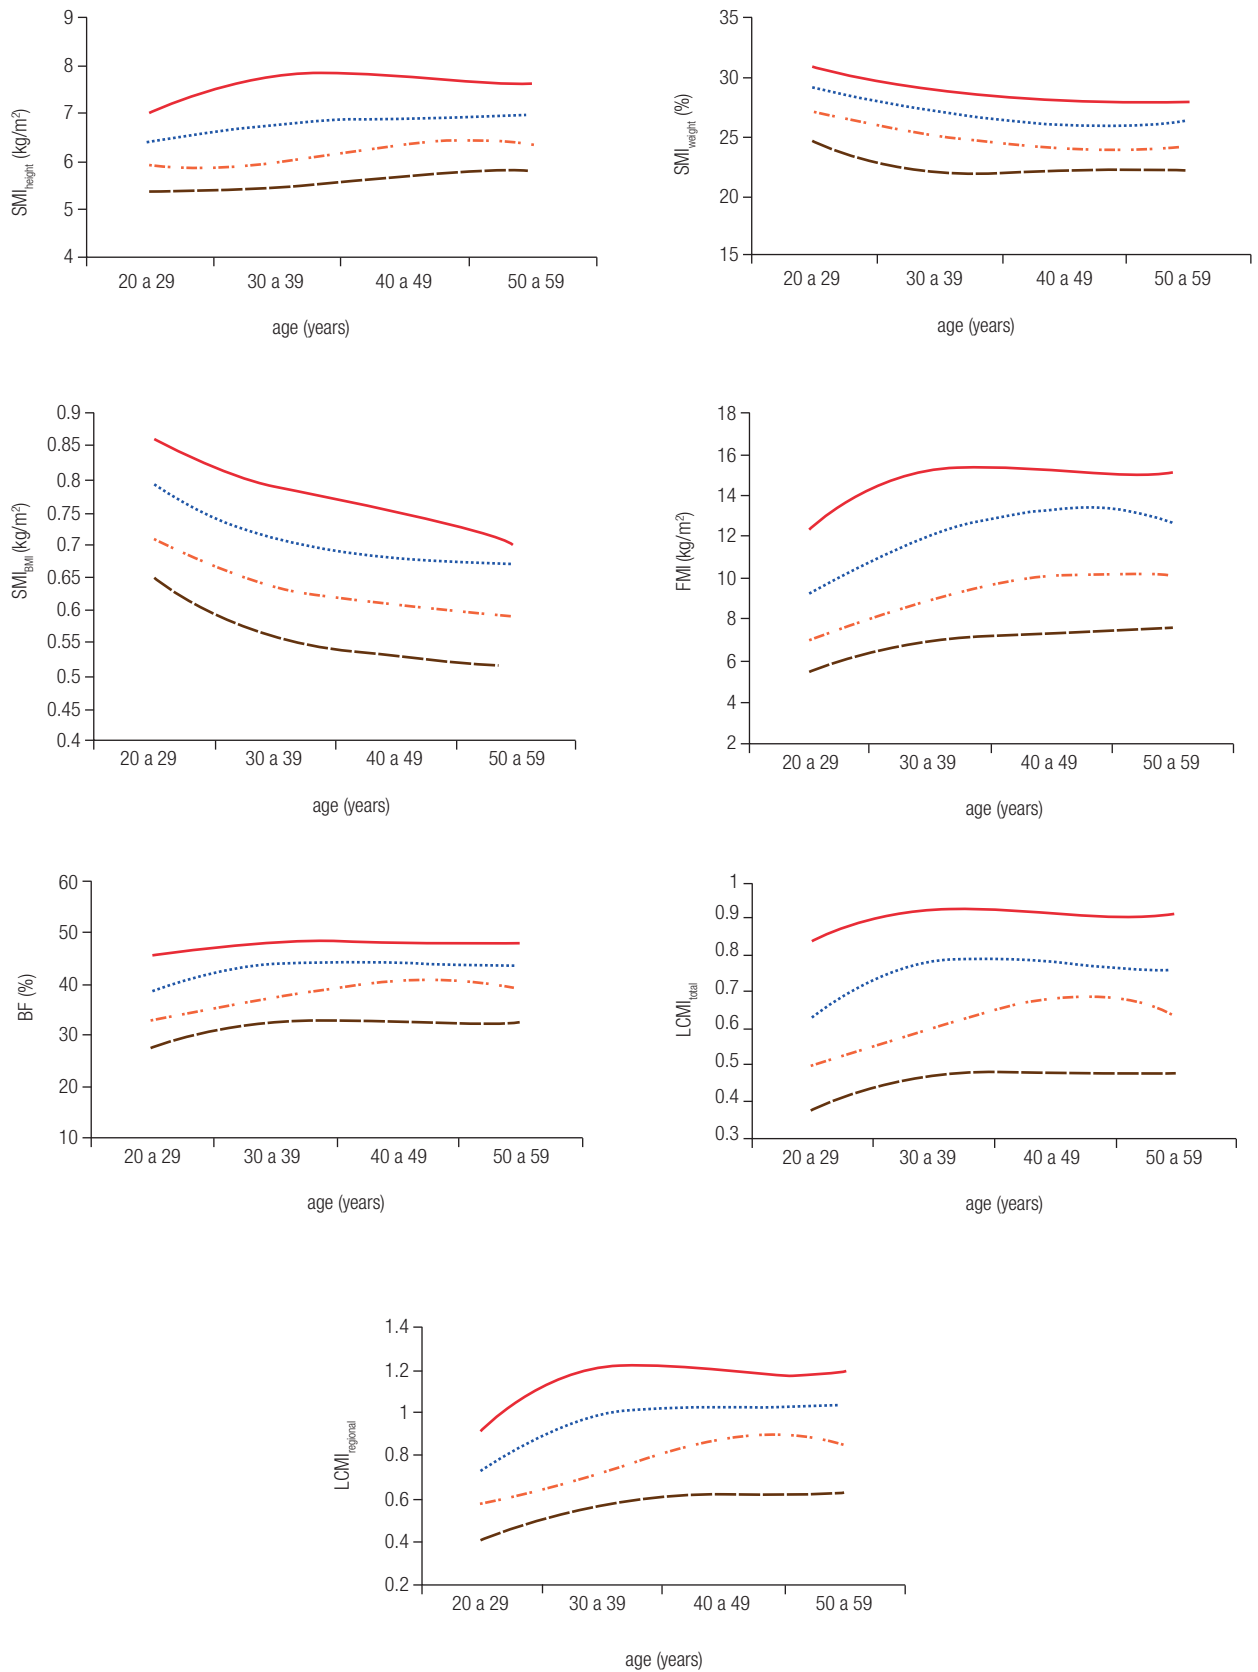 SMIheight (kg/m²)
9
8
7
6
5
4
20 a 29 30 a 39 40 a 49 50 a 59
age (years)
SMIweight (%)
35
30
25
20
15
20 a 29 30 a 39 40 a 49 50 a 59
age (years)
SMIBMI (kg/m²)
0.9
0.85
0.8
0.75
0.7
0.65
0.6
0.55
0.5
0.45
0.4
20 a 29 30 a 39 40 a 49 50 a 59
age (years)
FMI (kg/m²)
18
16
14
12
10
8
6
4
2
20 a 29 30 a 39 40 a 49 50 a 59
age (years)
BF (%)
60
50
40
30
20
10
20 a 29 30 a 39 40 a 49 50 a 59
age (years)
LCMItotal
1
0.9
0.8
0.7
0.6
0.5
0.4
0.3
20 a 29 30 a 39 40 a 49 50 a 59
age (years)
LCMIregional
1.4
1.2
1
0.8
0.6
0.4
0.2
20 a 29 30 a 39 40 a 49 50 a 59
age (years)